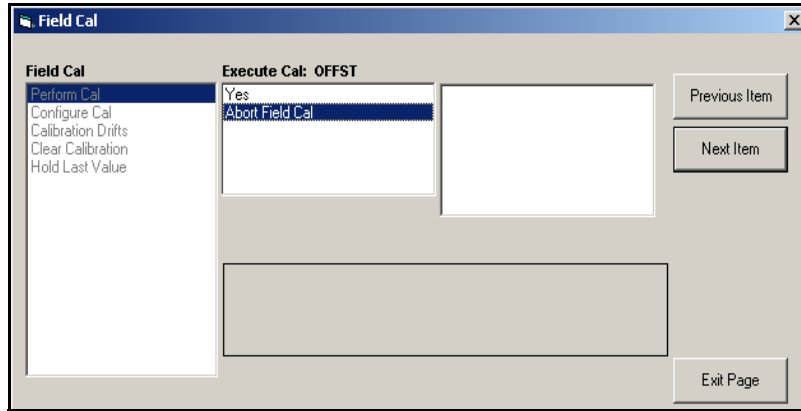 Field Cal
Field Cal
Perform Cal
Configure Cal
Calibration Drifts
Clear Calibration
Hold Last Value
Execute Cal: OFFST
Yes
Abort Field Cal
Previous Item
Next Item
Exit Page